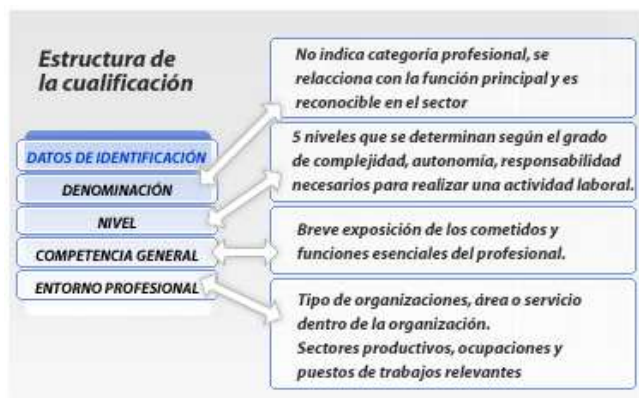 Estructura de
la cualificación
DATOS DE IDENTIFICACIÓN
DENOMINACIÓN
NIVEL
COMPETENCIA GENERAL
ENTORNO PROFESIONAL
No indica categoría profesional, se
relacciona con la función principal y es
reconocible en el sector
5 niveles que se determinan según el grado
de complejidad, autonomía, responsabilidad
necesarios para realizar una actividad laboral.
Breve exposición de los cometidos y
funciones esenciales del profesional.
Tipo de organizaciones, área o servicio
dentro de la organización.
Sectores productivos, ocupaciones y
puestos de trabajos relevantes